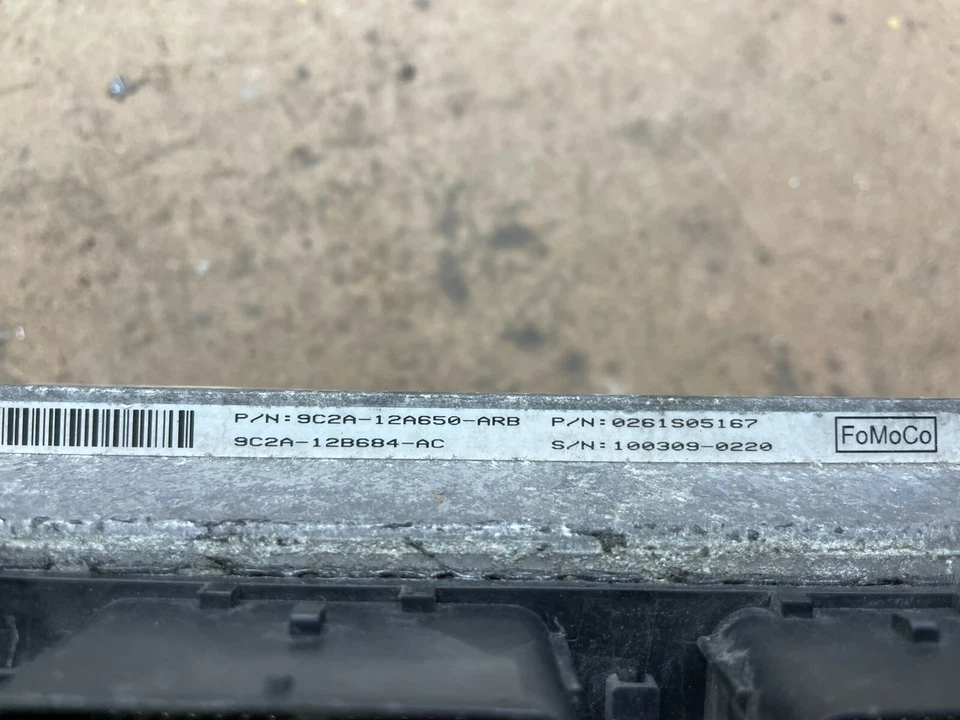 P/N:9C2A-12A650-ARB P/N:0261S05167
9C2A-12B684-AC S/N:100309-0220
FoMoCo